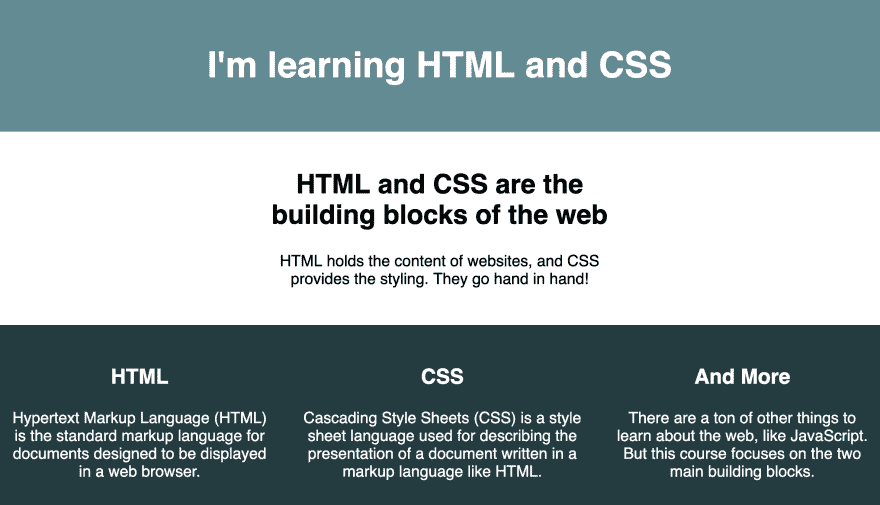 I'm learning HTML and CSS
HTML and CSS are the
building blocks of the web
HTML holds the content of websites, and CSS
provides the styling. They go hand in hand!
HTML
Hypertext Markup Language (HTML)
is the standard markup language for
documents designed to be displayed
in a web browser.
CSS
Cascading Style Sheets (CSS) is a style
sheet language used for describing the
presentation of a document written in a
markup language like HTML.
And More
There are a ton of other things to
learn about the web, like JavaScript.
But this course focuses on the two
main building blocks.